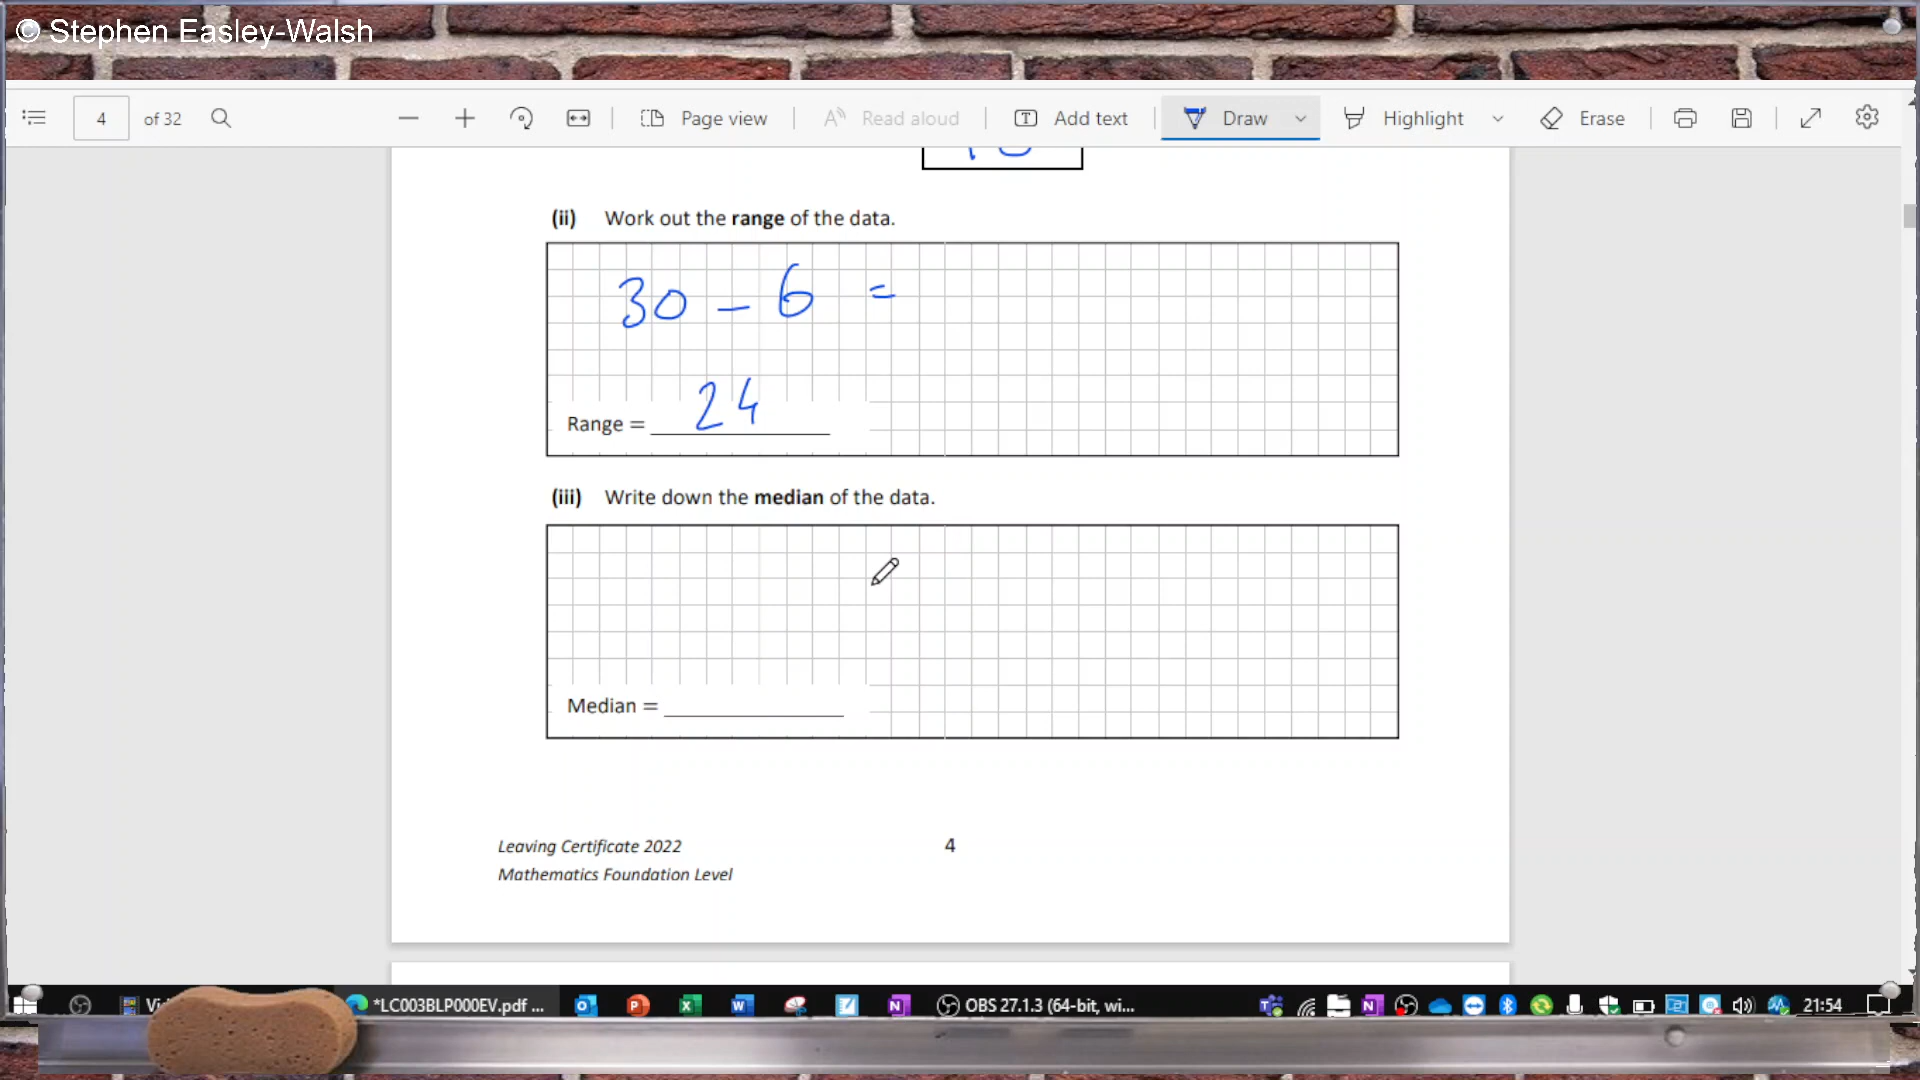 © Stephen Easley-Walsh
4 of 32 Page view Read aloud Add text Draw Highlight Erase
(ii) Work out the range of the data.
30 – 6 =
24
Range =
(iii) Write down the median of the data.
Median =
Leaving Certificate 2022 4
Mathematics Foundation Level
*LC003BLP000EV.pdf ... OBS 27.1.3 (64-bit, wi... 21:54